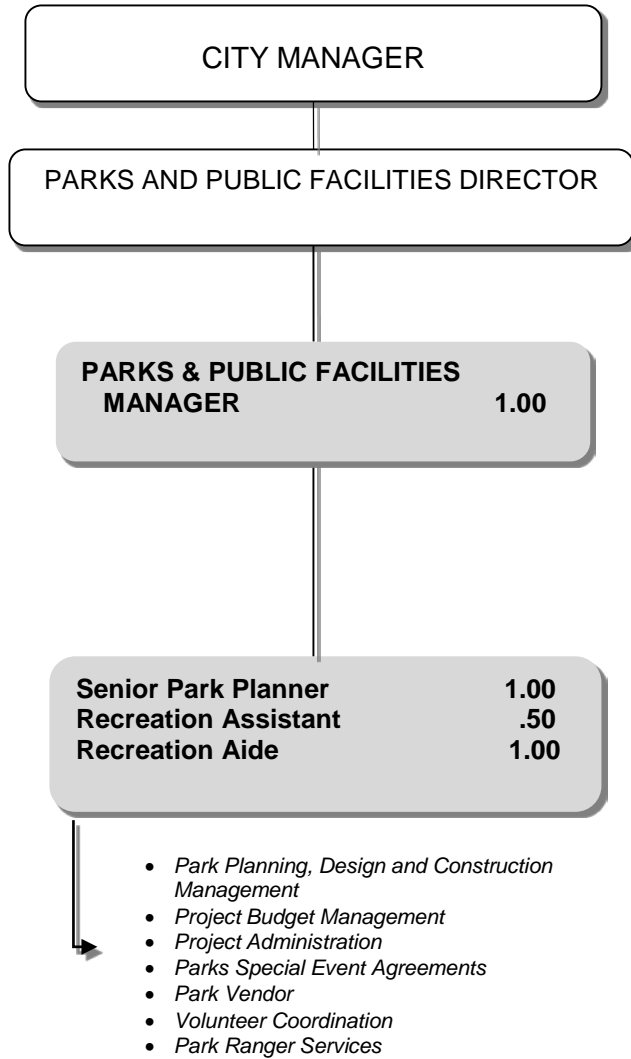 CITY MANAGER
PARKS AND PUBLIC FACILITIES DIRECTOR
PARKS & PUBLIC FACILITIES
MANAGER 1.00
Senior Park Planner 1.00
Recreation Assistant .50
Recreation Aide 1.00
• Park Planning, Design and Construction
Management
• Project Budget Management
• Project Administration
• Parks Special Event Agreements
• Park Vendor
• Volunteer Coordination
• Park Ranger Services